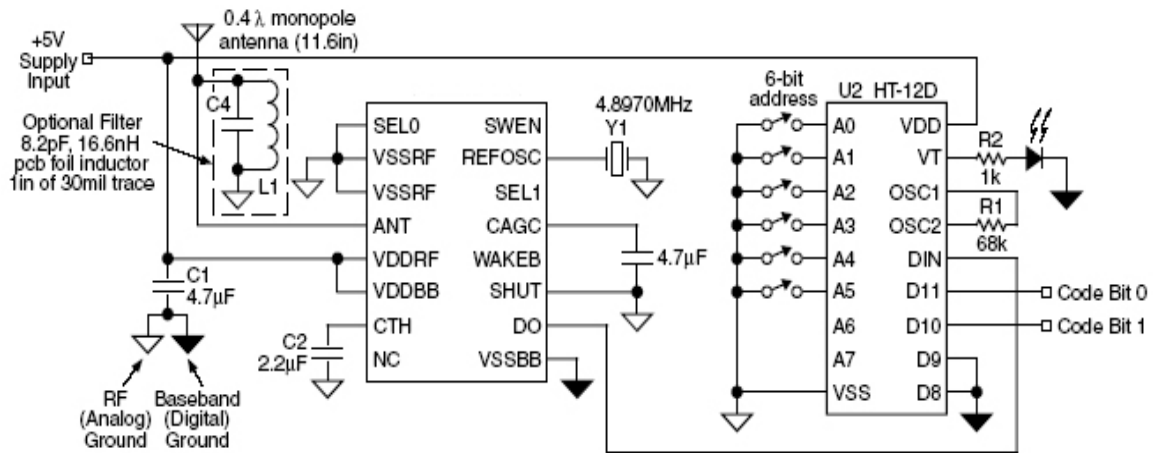 +5V
Supply
Input
0.4 λ monopole
antenna (11.6in)
C4
Optional Filter
8.2pF, 16.6nH
pcb foil inductor
1in of 30mil trace
L1
C1
4.7µF
RF
(Analog)
Ground
Baseband
(Digital)
Ground
C2
2.2µF
SEL0
VSSRF
VSSRF
ANT
VDDRF
VDDBB
CTH
NC
SWEN
REFOSC
SEL1
CAGC
WAKEB
SHUT
DO
VSSBB
4.8970MHz
Y1
4.7µF
6-bit
address
U2 HT-12D
A0
A1
A2
A3
A4
A5
A6
A7
VSS
VDD
VT
OSC1
OSC2
DIN
D11
D10
D9
D8
R2
1k
R1
68k
Code Bit 0
Code Bit 1